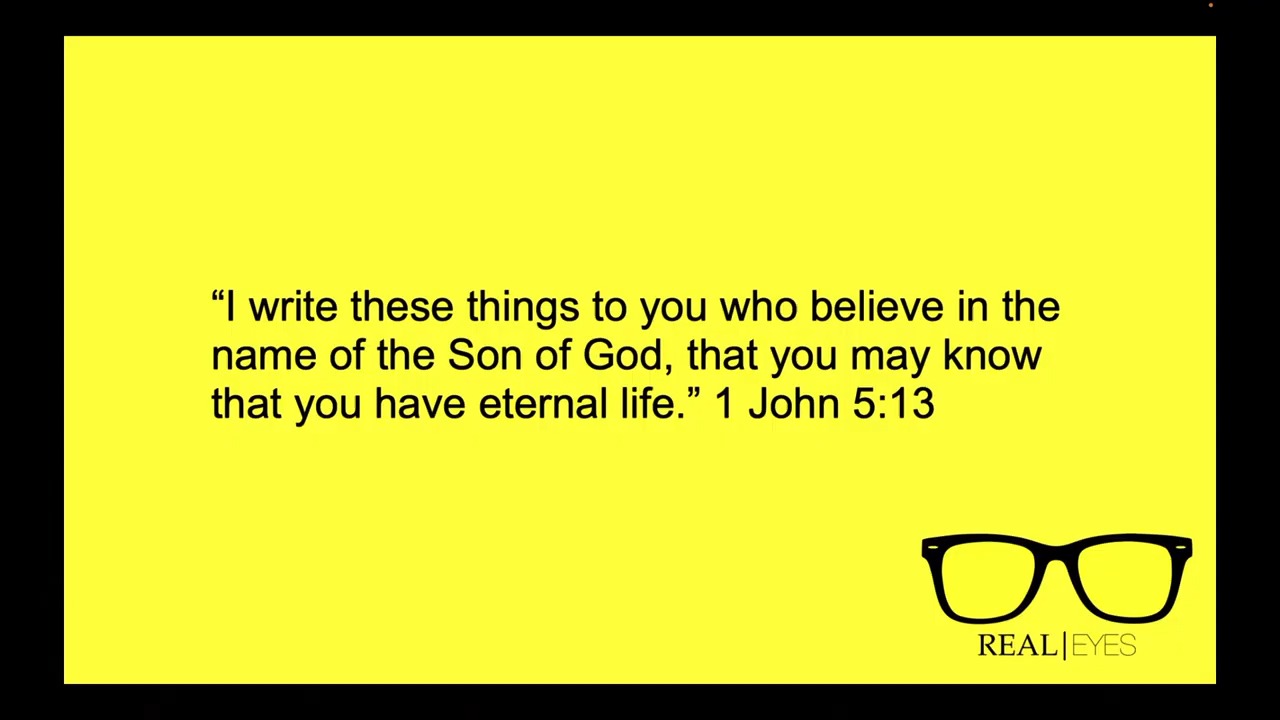 “I write these things to you who believe in the
name of the Son of God, that you may know
that you have eternal life.” 1 John 5:13
REAL|EYES